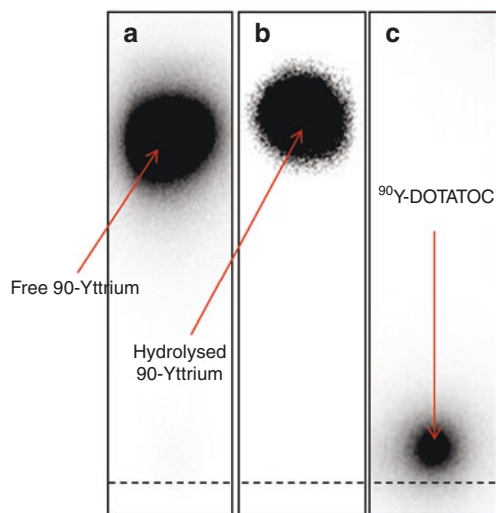 a
b
c
⁹⁰Y-DOTATOC
Free 90-Yttrium
Hydrolysed
90-Yttrium